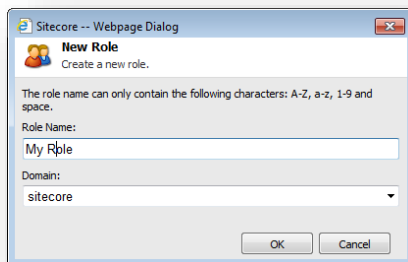 Sitecore -- Webpage Dialog
New Role
Create a new role.
The role name can only contain the following characters: A-Z, a-z, 1-9 and
space.
Role Name:
My Role
Domain:
sitecore
OK Cancel